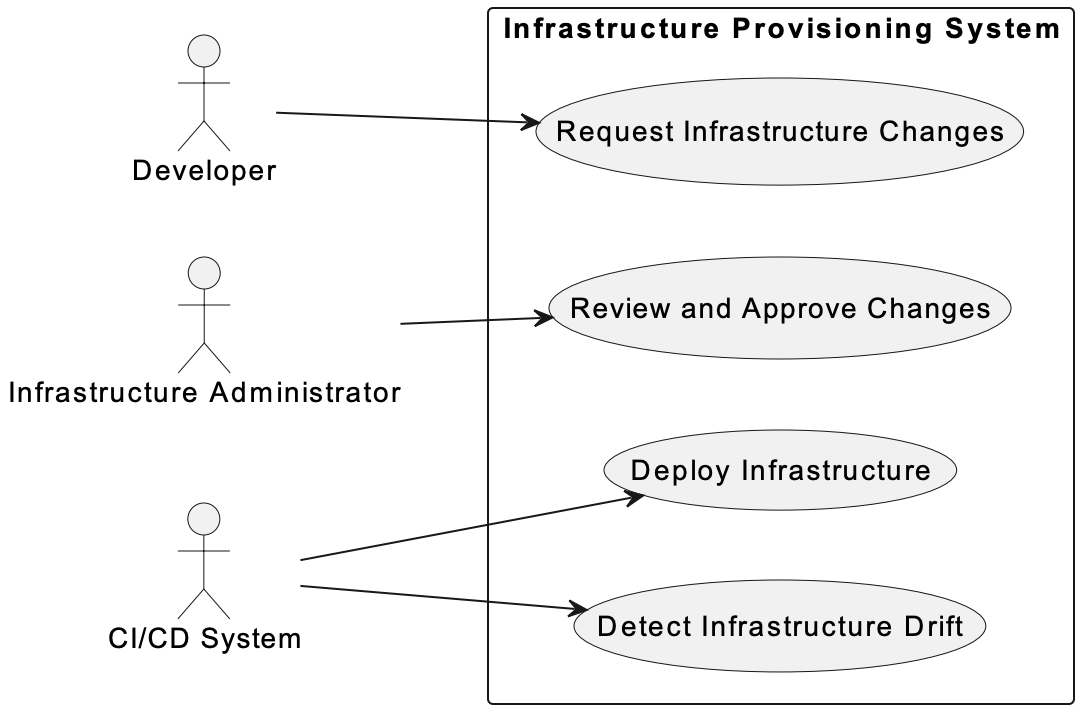 Infrastructure Provisioning System
Developer
Request Infrastructure Changes
Infrastructure Administrator
Review and Approve Changes
CI/CD System
Deploy Infrastructure
Detect Infrastructure Drift